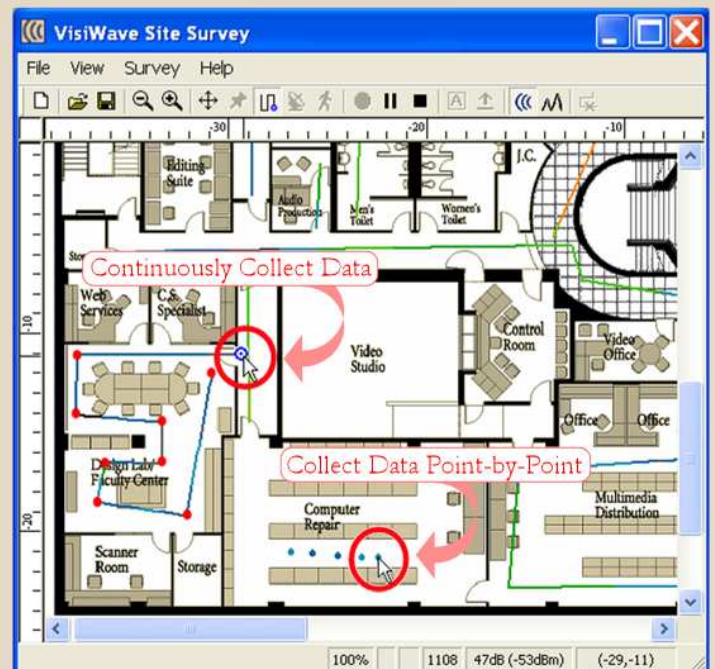 VisiWave Site Survey
File View Survey Help
-30 -20 -10
Editing
Suite
J.C.
Audio
Production
Men's
Toilet
Women's
Toilet
Continuously Collect Data
Web
Services
C.S.
Specialist
-10
Video
Studio
Control
Room
Video
Office
Office
Office
Design Lab/
Faculty Center
Collect Data Point-by-Point
Computer
Repair
Multimedia
Distribution
-20
Scanner
Room
Storage
100% 1108 47dB (-53dBm) (-29,-11)